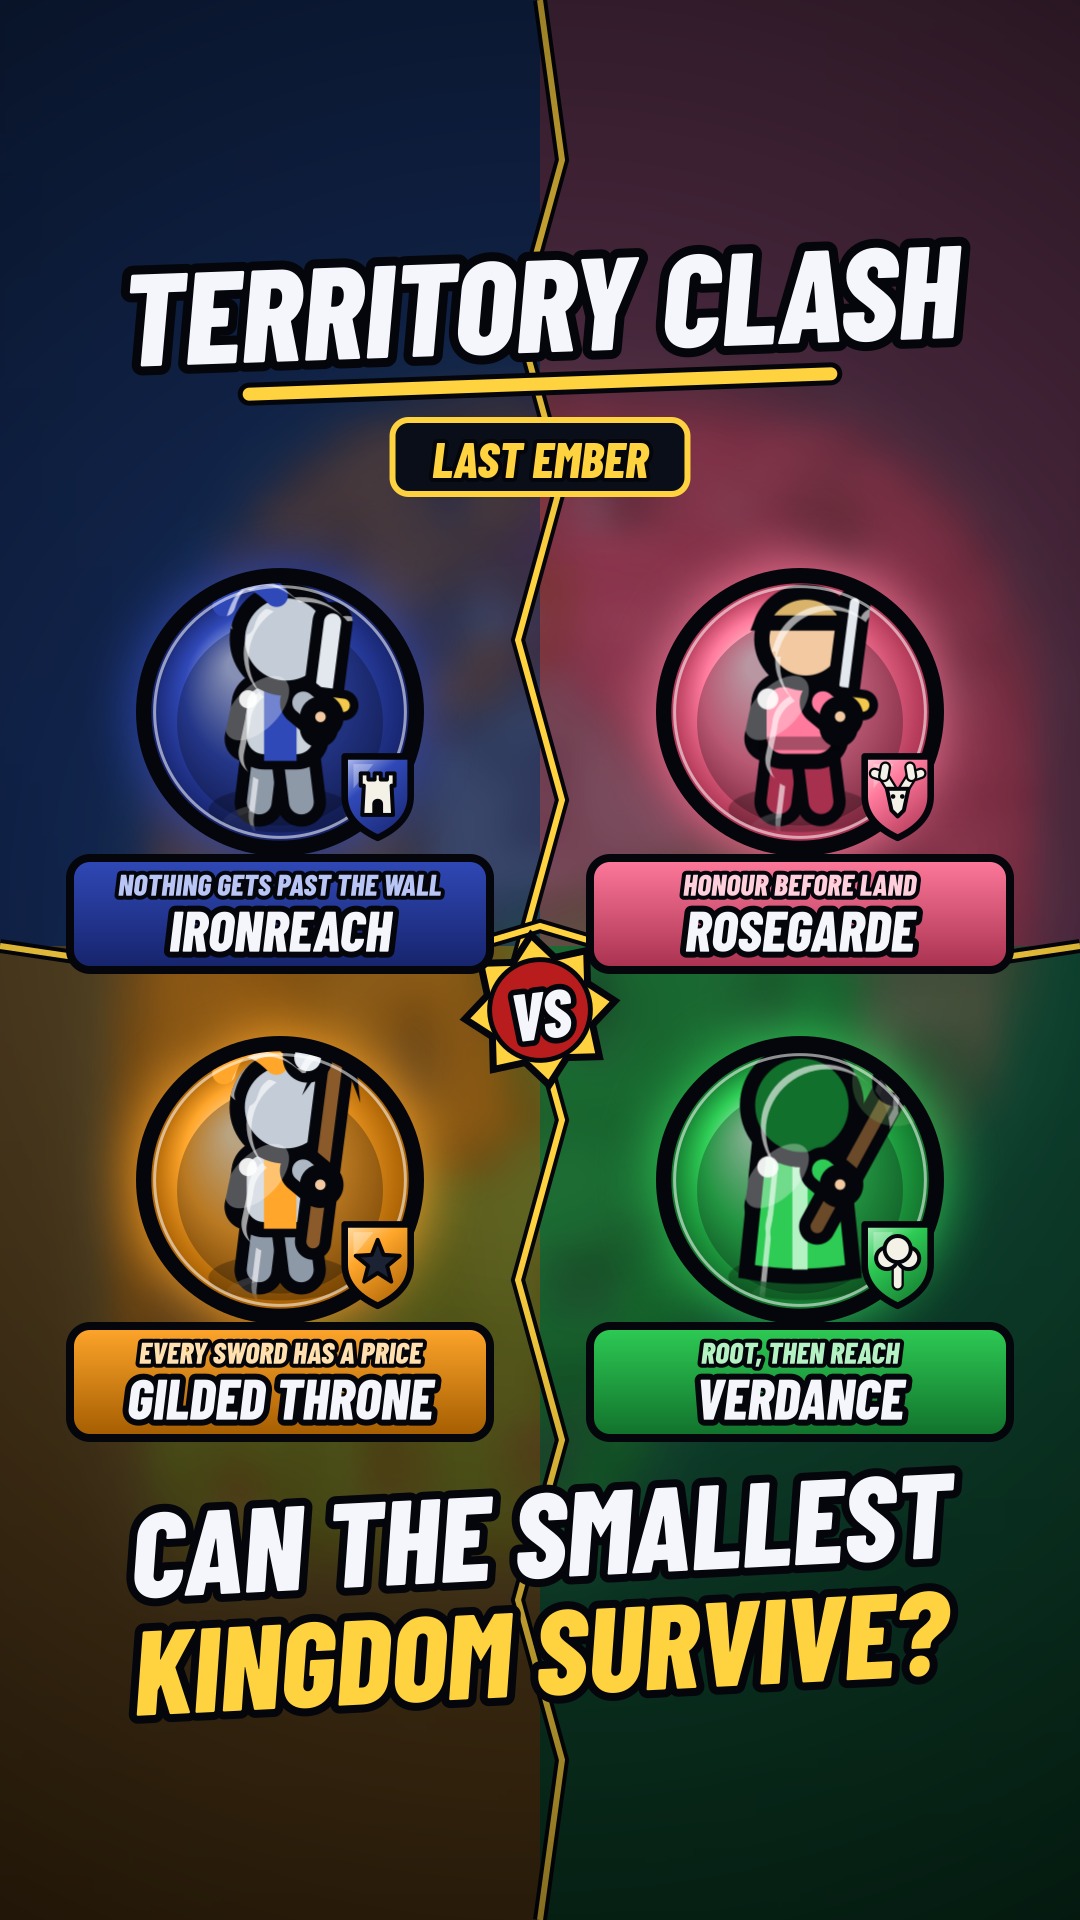 TERRITORY CLASH
LAST EMBER
NOTHING GETS PAST THE WALL
IRONREACH
HONOUR BEFORE LAND
ROSEGARDE
VS
EVERY SWORD HAS A PRICE
GILDED THRONE
ROOT, THEN REACH
VERDANCE
CAN THE SMALLEST
KINGDOM SURVIVE?